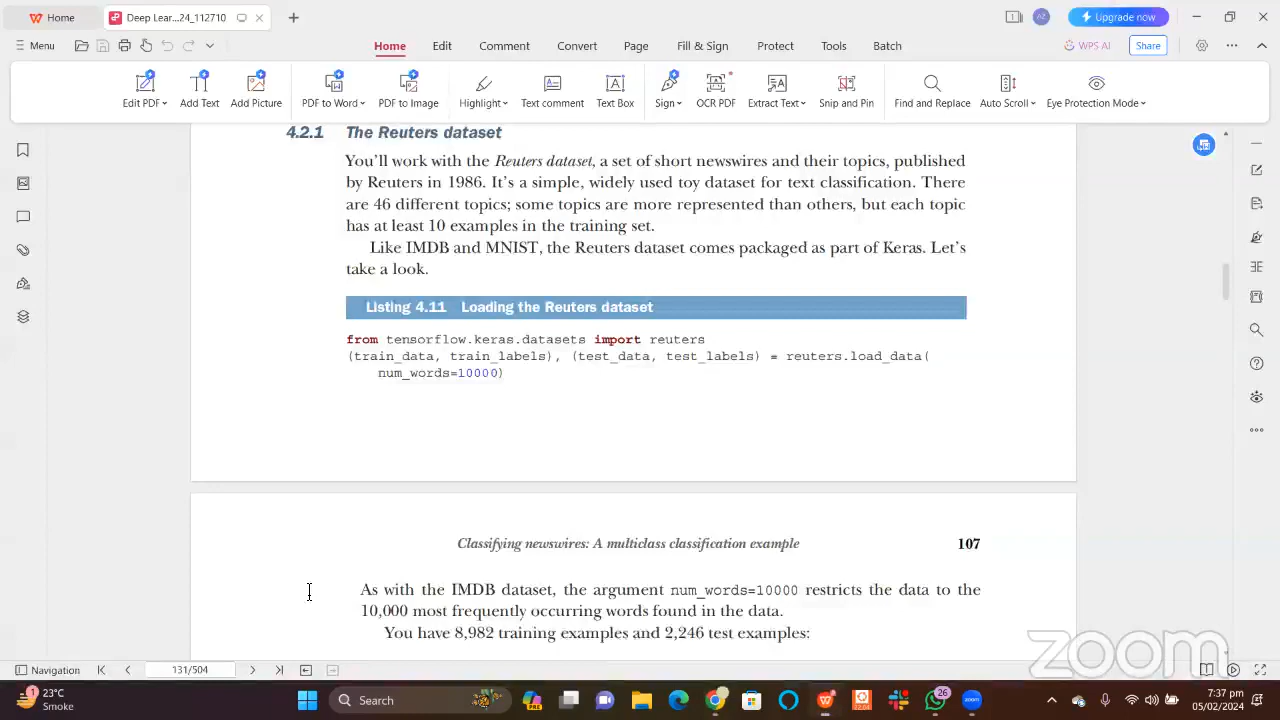 Home
Deep Lear...24_112710
AZ
Upgrade now
Menu
Home
Edit
Comment
Convert
Page
Fill & Sign
Protect
Tools
Batch
WPS AI
Share
Edit PDF
Add Text
Add Picture
PDF to Word
PDF to Image
Highlight
Text comment
Text Box
Sign
OCR PDF
Extract Text
Snip and Pin
Find and Replace
Auto Scroll
Eye Protection Mode
4.2.1 The Reuters dataset
You'll work with the Reuters dataset, a set of short newswires and their topics, published
by Reuters in 1986. It's a simple, widely used toy dataset for text classification. There
are 46 different topics; some topics are more represented than others, but each topic
has at least 10 examples in the training set.
Like IMDB and MNIST, the Reuters dataset comes packaged as part of Keras. Let's
take a look.
Listing 4.11 Loading the Reuters dataset
from tensorflow.keras.datasets import reuters
(train_data, train_labels), (test_data, test_labels) = reuters.load_data(
num_words=10000)
Classifying newswires: A multiclass classification example 107
As with the IMDB dataset, the argument num_words=10000 restricts the data to the
10,000 most frequently occurring words found in the data.
You have 8,982 training examples and 2,246 test examples:
zoom
Navigation
131/504
23°C
Smoke
Search
26
7:37 pm
05/02/2024